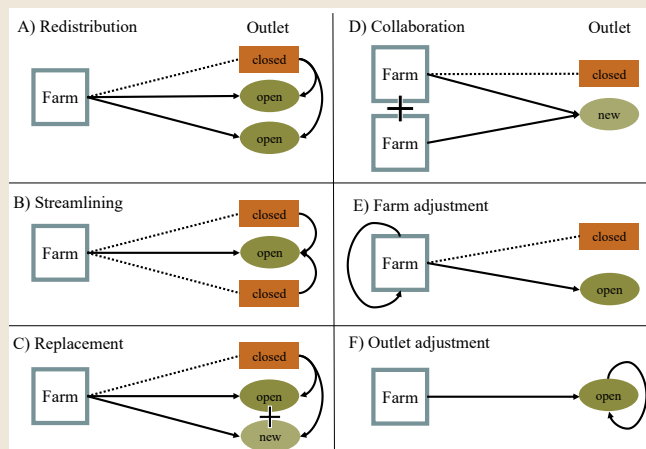 A) Redistribution
Outlet
closed
Farm
open
open
B) Streamlining
closed
Farm
open
closed
C) Replacement
closed
Farm
open
+
new
D) Collaboration
Outlet
Farm
closed
+
new
Farm
E) Farm adjustment
closed
Farm
open
F) Outlet adjustment
Farm
open